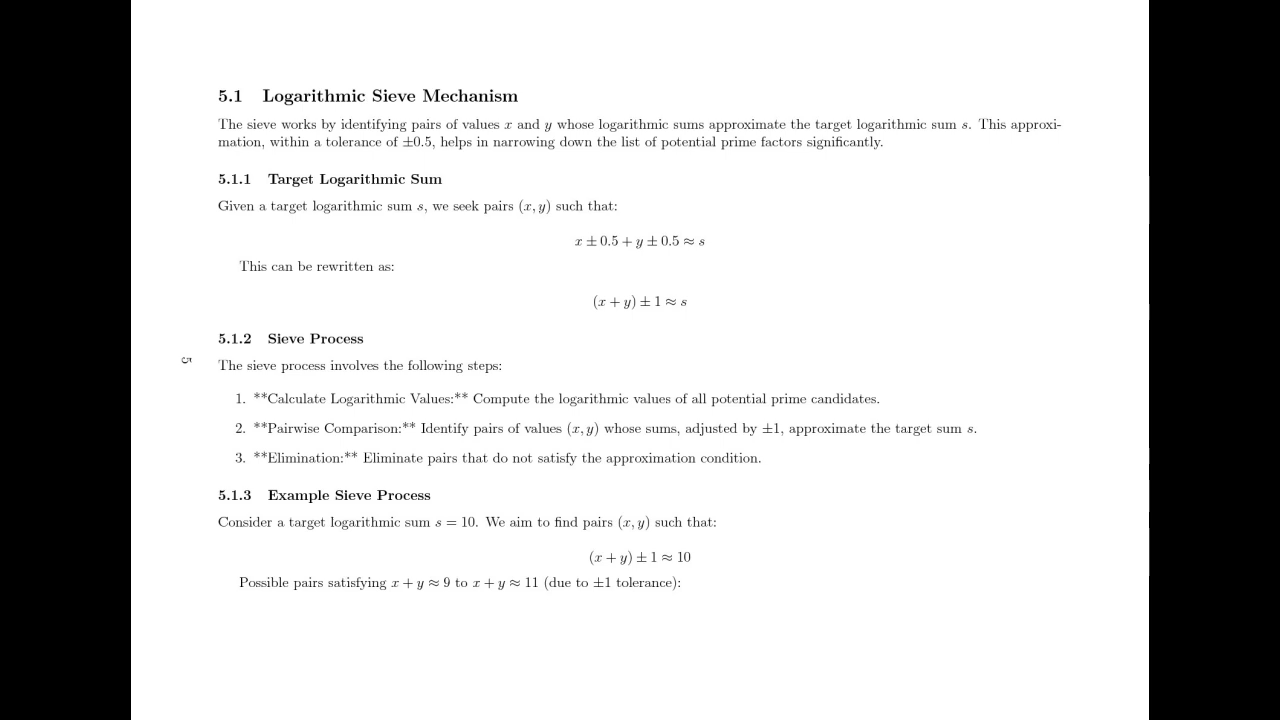 5.1 Logarithmic Sieve Mechanism
The sieve works by identifying pairs of values x and y whose logarithmic sums approximate the target logarithmic sum s. This approxi-
mation, within a tolerance of ±0.5, helps in narrowing down the list of potential prime factors significantly.
5.1.1 Target Logarithmic Sum
Given a target logarithmic sum s, we seek pairs (x, y) such that:
x ± 0.5 + y ± 0.5 ≈ s
This can be rewritten as:
(x + y) ± 1 ≈ s
5.1.2 Sieve Process
5
The sieve process involves the following steps:
1. **Calculate Logarithmic Values:** Compute the logarithmic values of all potential prime candidates.
2. **Pairwise Comparison:** Identify pairs of values (x, y) whose sums, adjusted by ±1, approximate the target sum s.
3. **Elimination:** Eliminate pairs that do not satisfy the approximation condition.
5.1.3 Example Sieve Process
Consider a target logarithmic sum s = 10. We aim to find pairs (x, y) such that:
(x + y) ± 1 ≈ 10
Possible pairs satisfying x + y ≈ 9 to x + y ≈ 11 (due to ±1 tolerance):